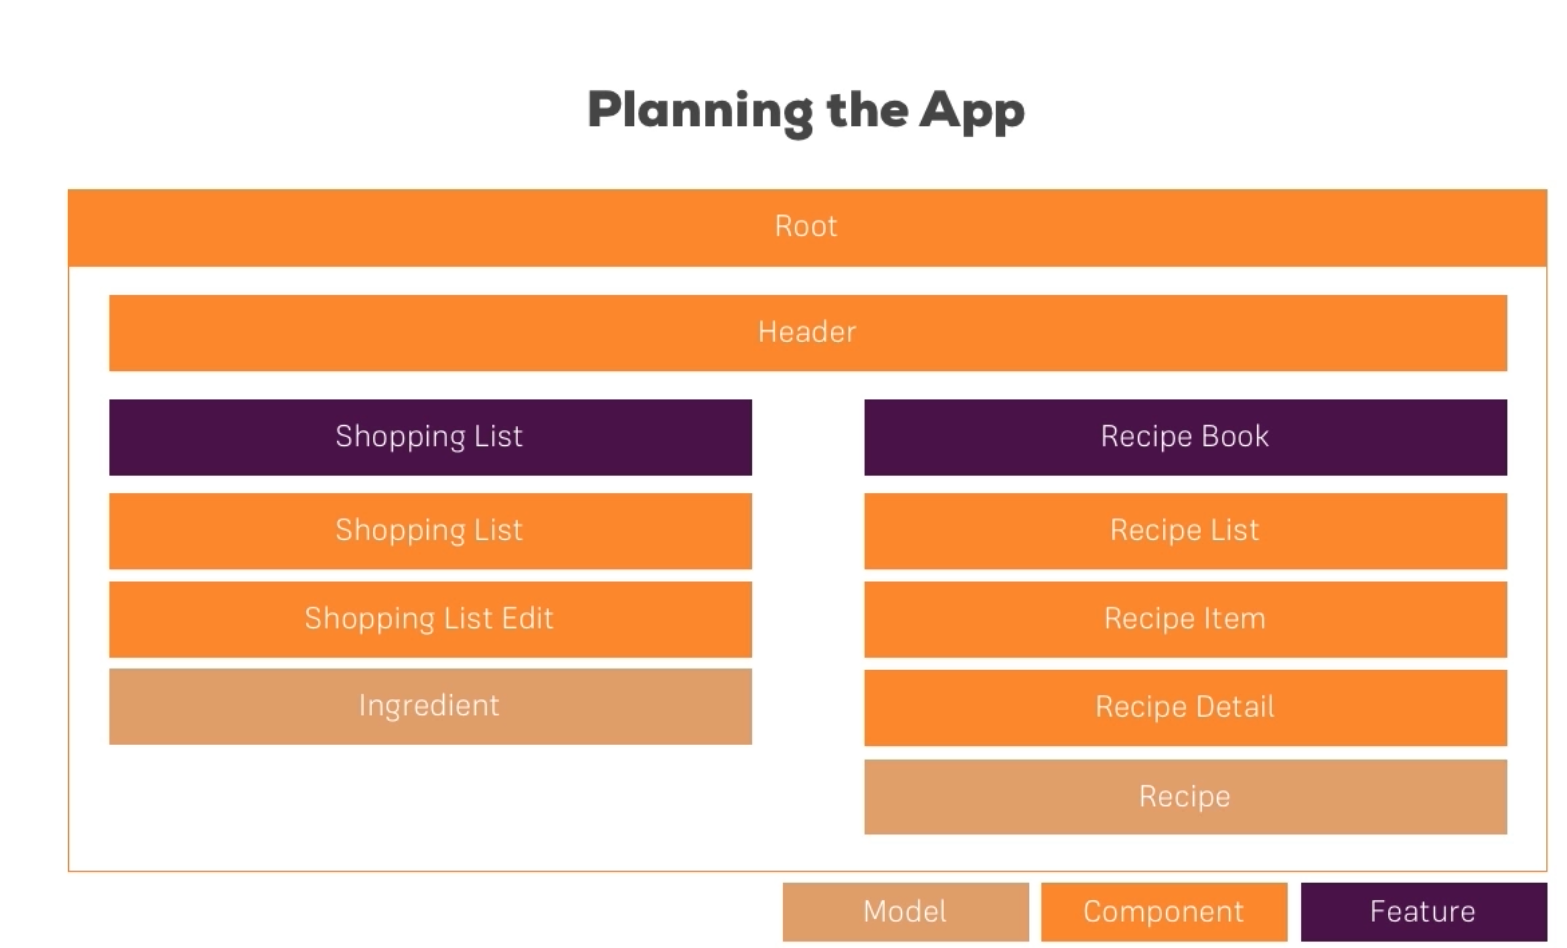 Planning the App
Root
Header
Shopping List
Shopping List
Shopping List Edit
Ingredient
Recipe Book
Recipe List
Recipe Item
Recipe Detail
Recipe
Model
Component
Feature